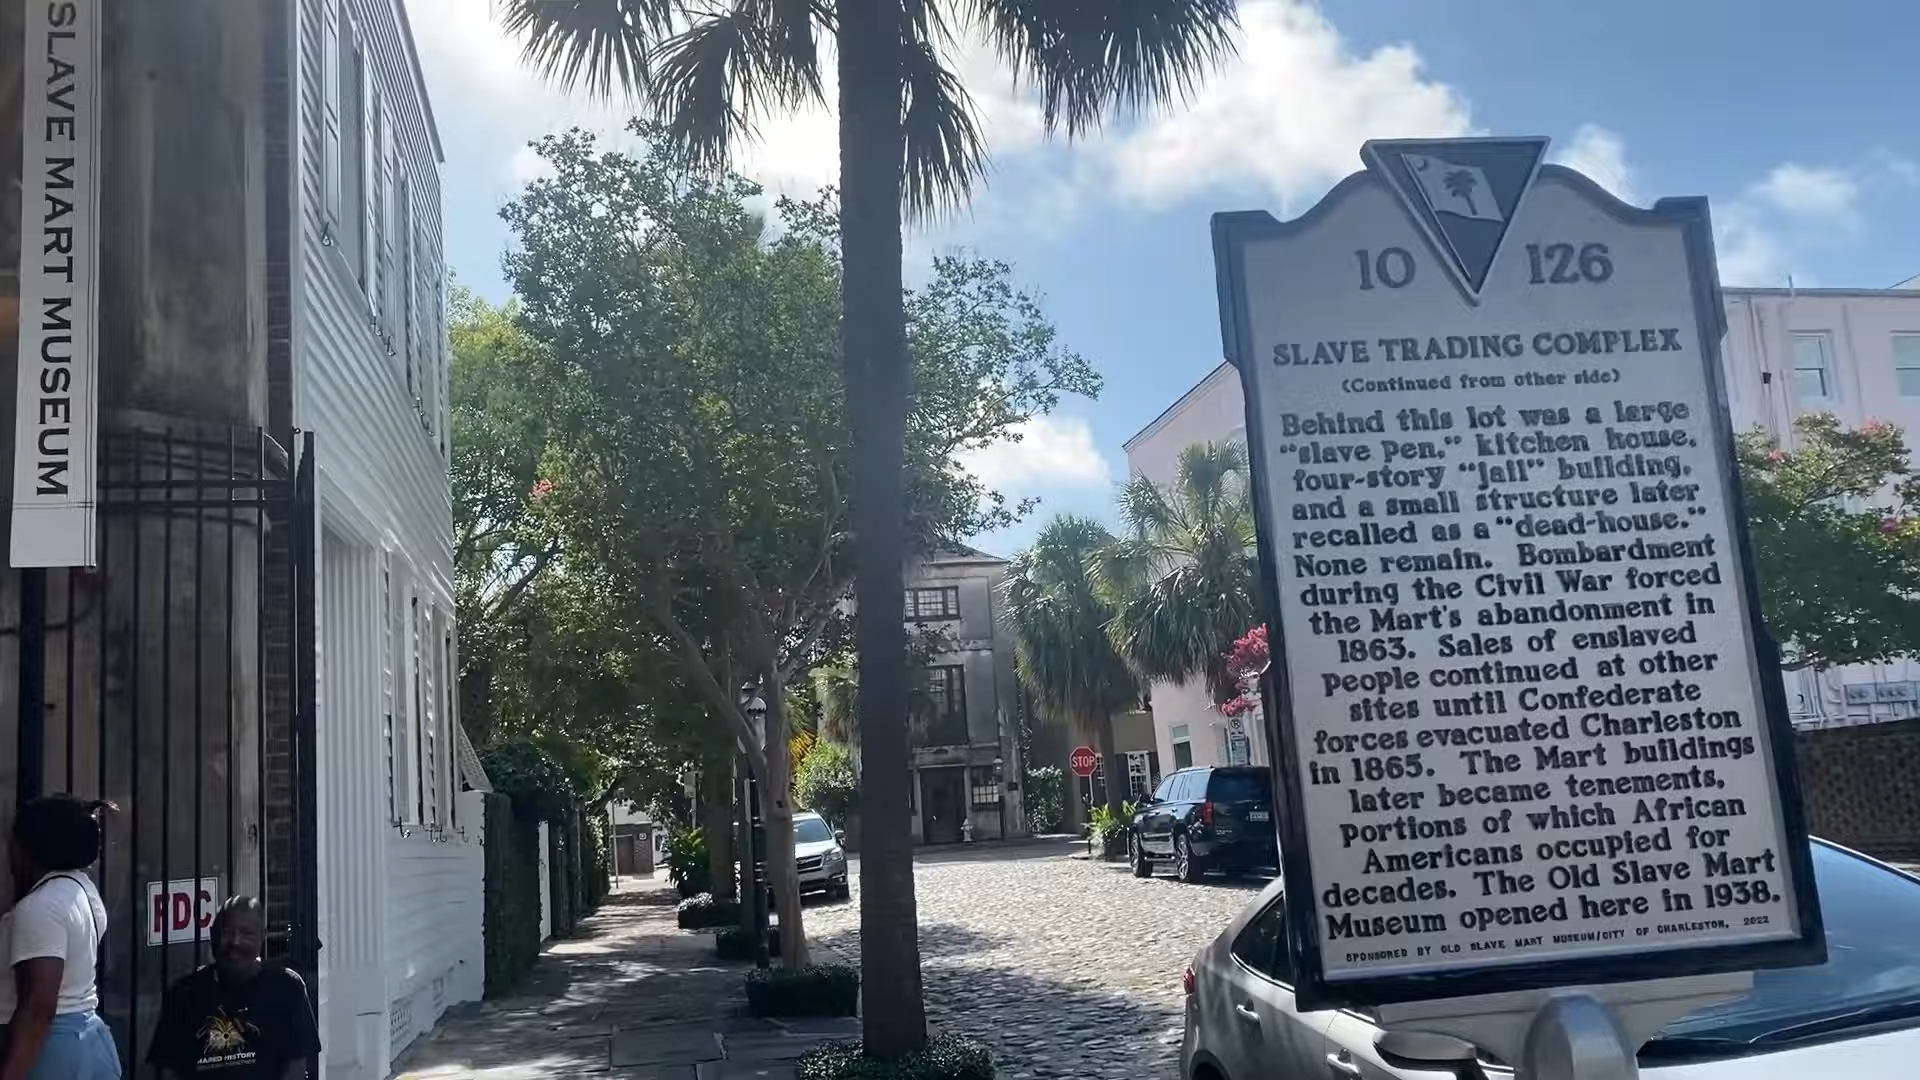 SLAVE MART MUSEUM
FDC
HISTORY
STOP
10 126
SLAVE TRADING COMPLEX
(Continued from other side)
Behind this lot was a large
"slave pen," kitchen house,
four-story "jail" building,
and a small structure later
recalled as a "dead-house."
None remain. Bombardment
during the Civil War forced
the Mart's abandonment in
1863. Sales of enslaved
people continued at other
sites until Confederate
forces evacuated Charleston
in 1865. The Mart buildings
later became tenements,
portions of which African
Americans occupied for
decades. The Old Slave Mart
Museum opened here in 1938.
SPONSORED BY OLD SLAVE MART MUSEUM/CITY OF CHARLESTON, 2022